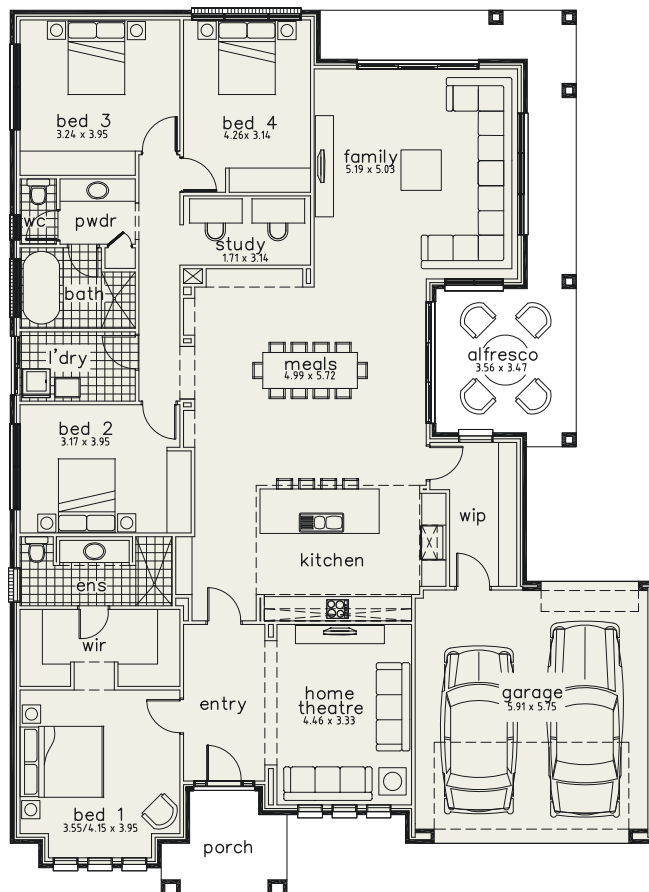 bed 3
3.24 x 3.95
bed 4
4.26x 3.14
family
5.19 x 5.03
wc
pwdr
study
1.71 x 3.14
bath
l'dry
meals
4.99 x 5.72
alfresco
3.56 x 3.47
bed 2
3.17 x 3.95
wip
kitchen
ens
wir
entry
home
theatre
4.46 x 3.33
garage
5.91 x 5.75
bed 1
3.55/4.15 x 3.95
porch